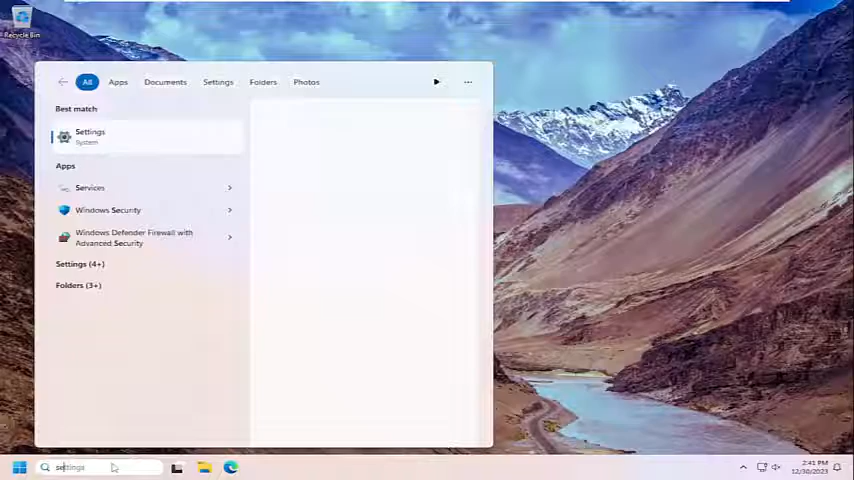 Recycle Bin
All Apps Documents Settings Folders Photos
Best match
Settings
System
Apps
Services
Windows Security
Windows Defender Firewall with
Advanced Security
Settings (4+)
Folders (3+)
settings
2:41 PM
12/30/2023